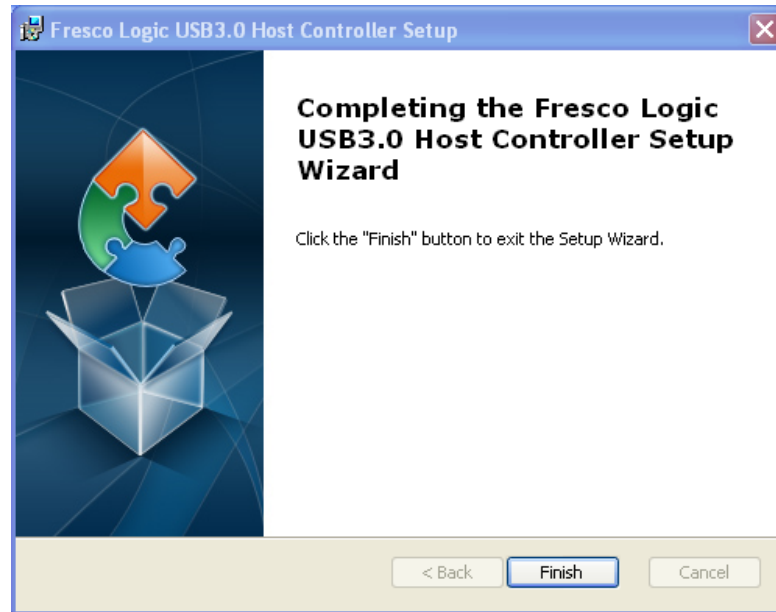 Fresco Logic USB3.0 Host Controller Setup
Completing the Fresco Logic
USB3.0 Host Controller Setup
Wizard
Click the "Finish" button to exit the Setup Wizard.
< Back
Finish
Cancel